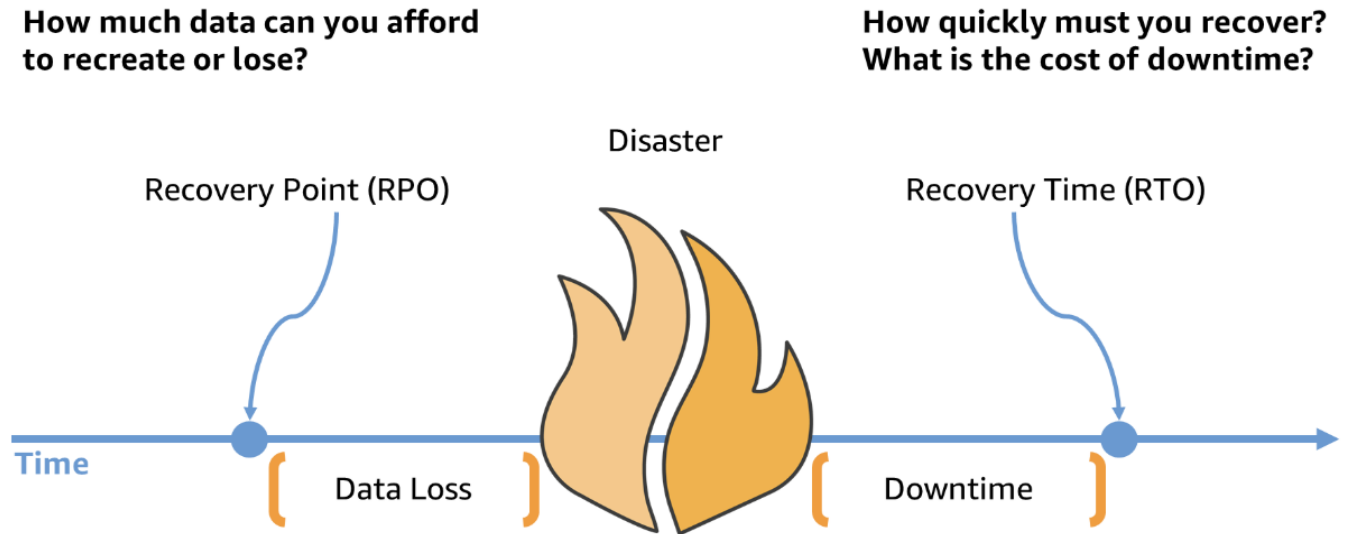 How much data can you afford
to recreate or lose?
How quickly must you recover?
What is the cost of downtime?
Disaster
Recovery Point (RPO)
Recovery Time (RTO)
Time
Data Loss
Downtime